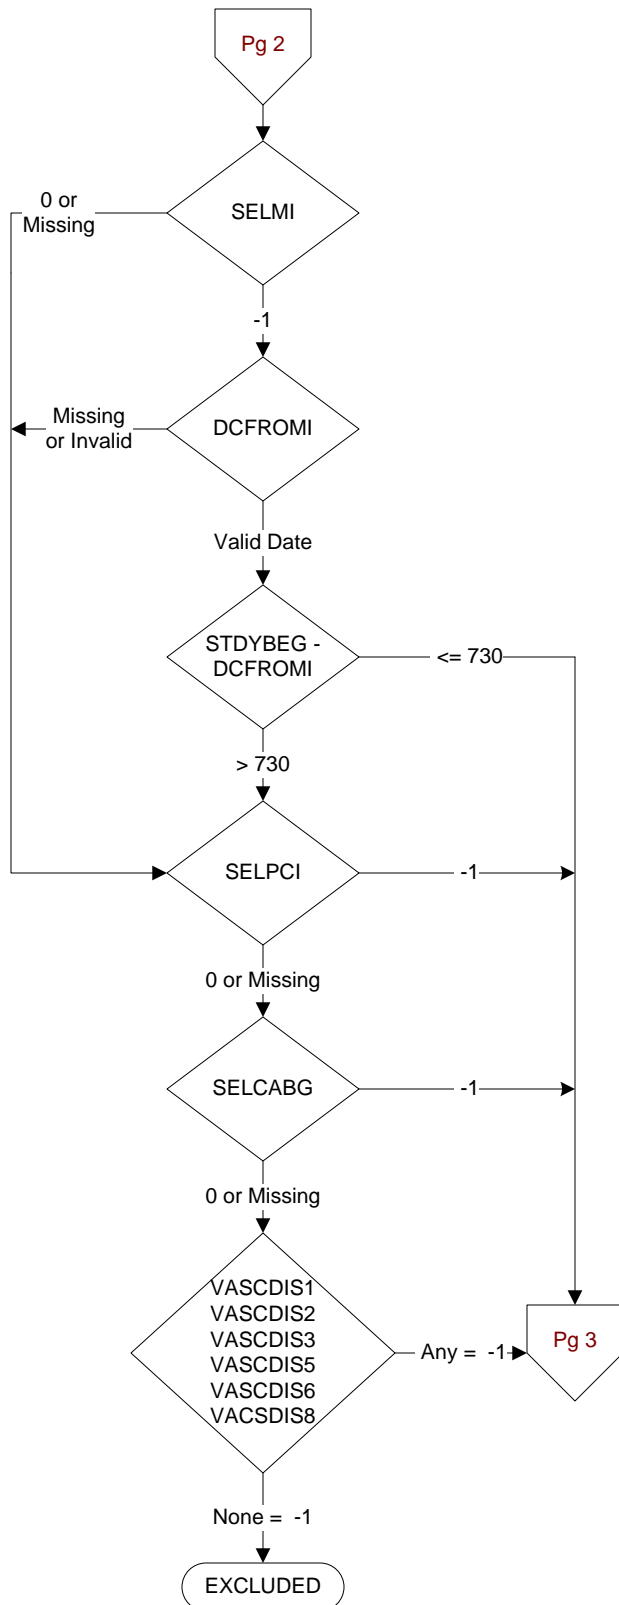 Pg 2
SELMI
0 or
Missing
-1
DCFROMI
Missing
or Invalid
Valid Date
STDYBEG -
DCFROMI
<= 730
> 730
SELPCI
-1
0 or Missing
SELCABG
-1
0 or Missing
VASCDIS1
VASCDIS2
VASCDIS3
VASCDIS5
VASCDIS6
VACSDIS8
Any = -1
Pg 3
None = -1
EXCLUDED